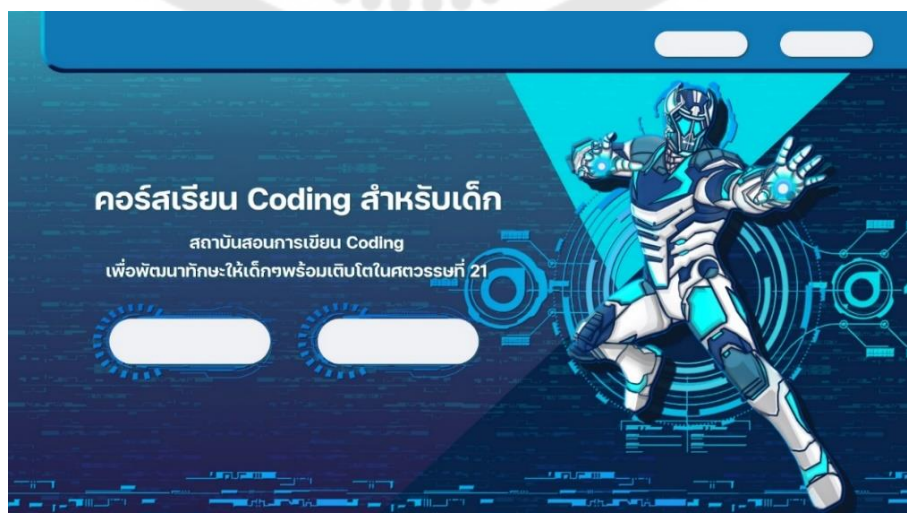 คอร์สเรียน Coding สำหรับเด็ก
สถาบันสอนการเขียน Coding
เพื่อพัฒนาทักษะให้เด็กๆพร้อมเติบโตในศตวรรษที่ 21